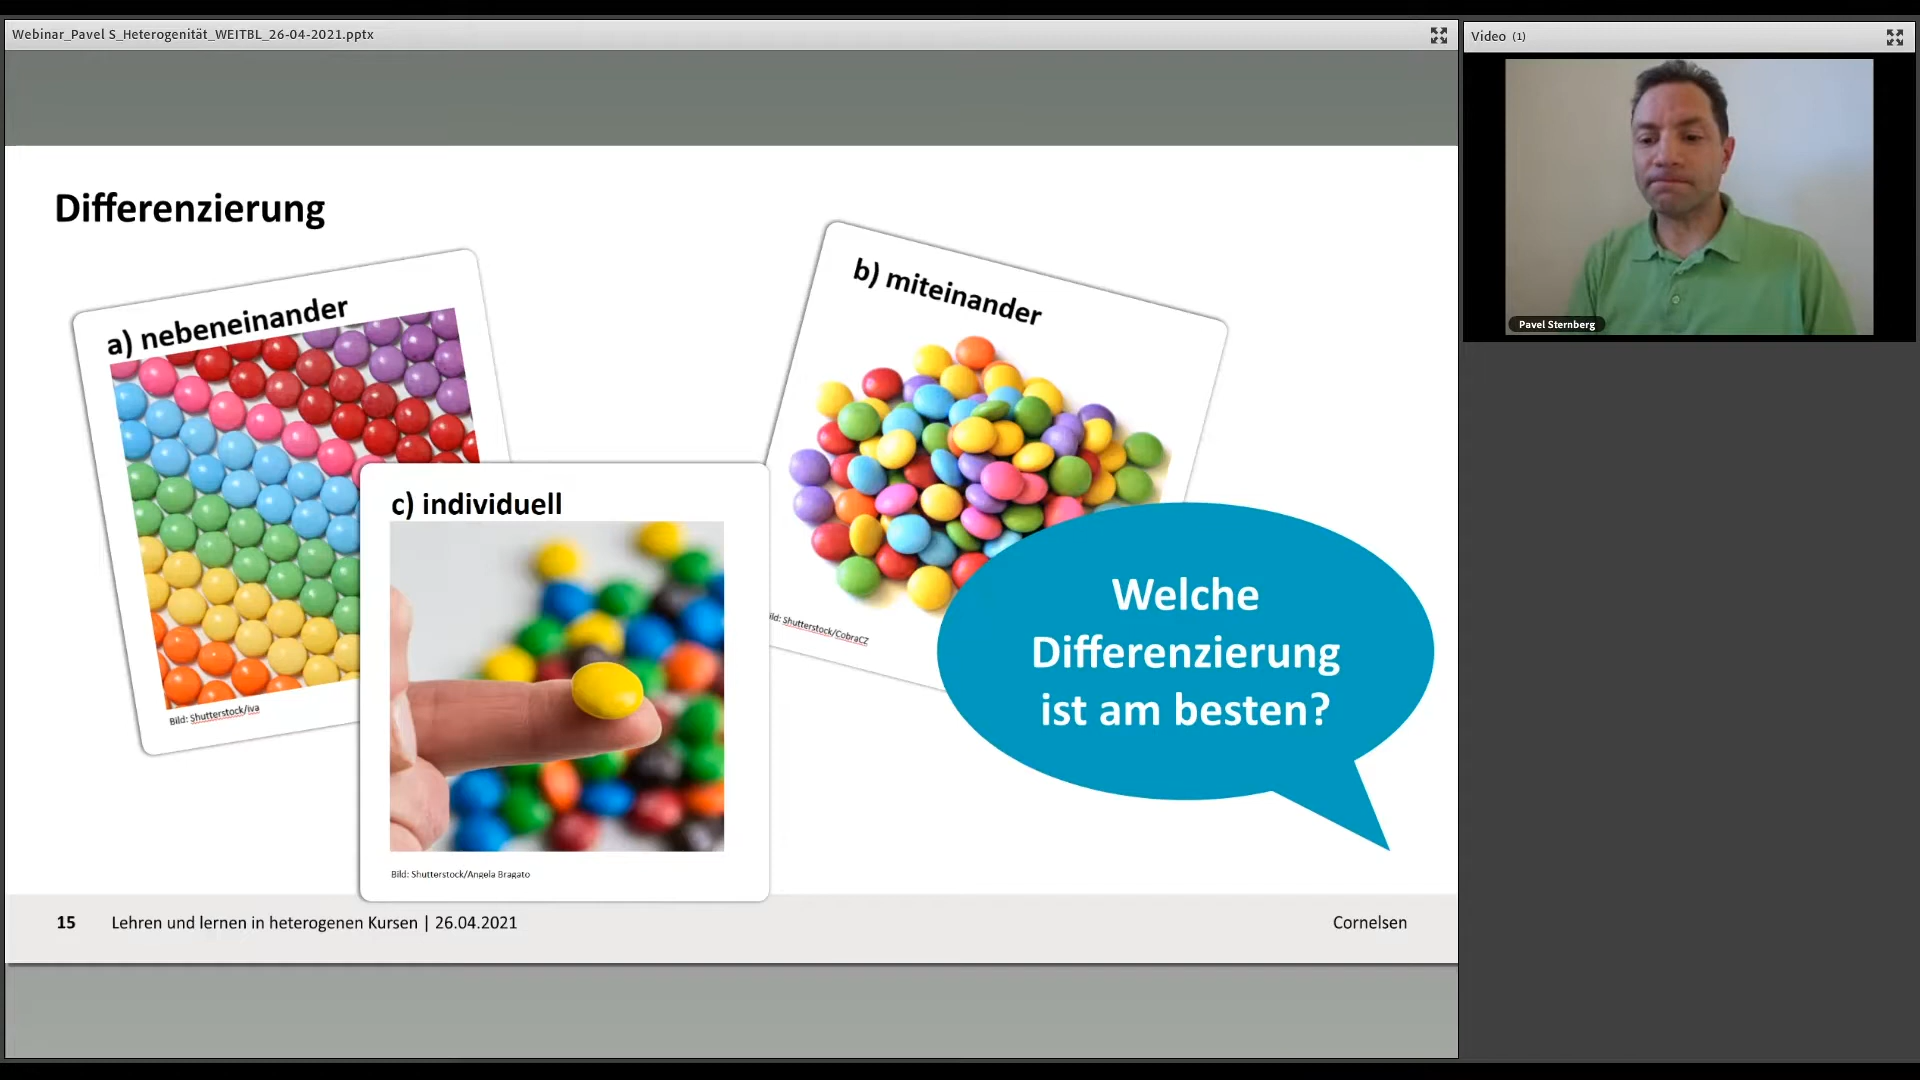 Webinar_Pavel S_Heterogenität_WEITBL_26-04-2021.pptx
Video (1)
Pavel Sternberg
Differenzierung
a) nebeneinander
Bild: Shutterstock/iva
b) miteinander
ild: Shutterstock/CobraCZ
c) individuell
Bild: Shutterstock/Angela Bragato
Welche
Differenzierung
ist am besten?
15 Lehren und lernen in heterogenen Kursen | 26.04.2021 Cornelsen